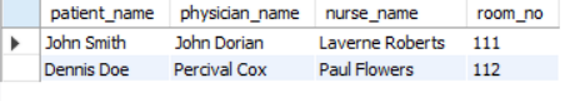 patient_name physician_name nurse_name room_no
John Smith John Dorian Laverne Roberts 111
Dennis Doe Percival Cox Paul Flowers 112